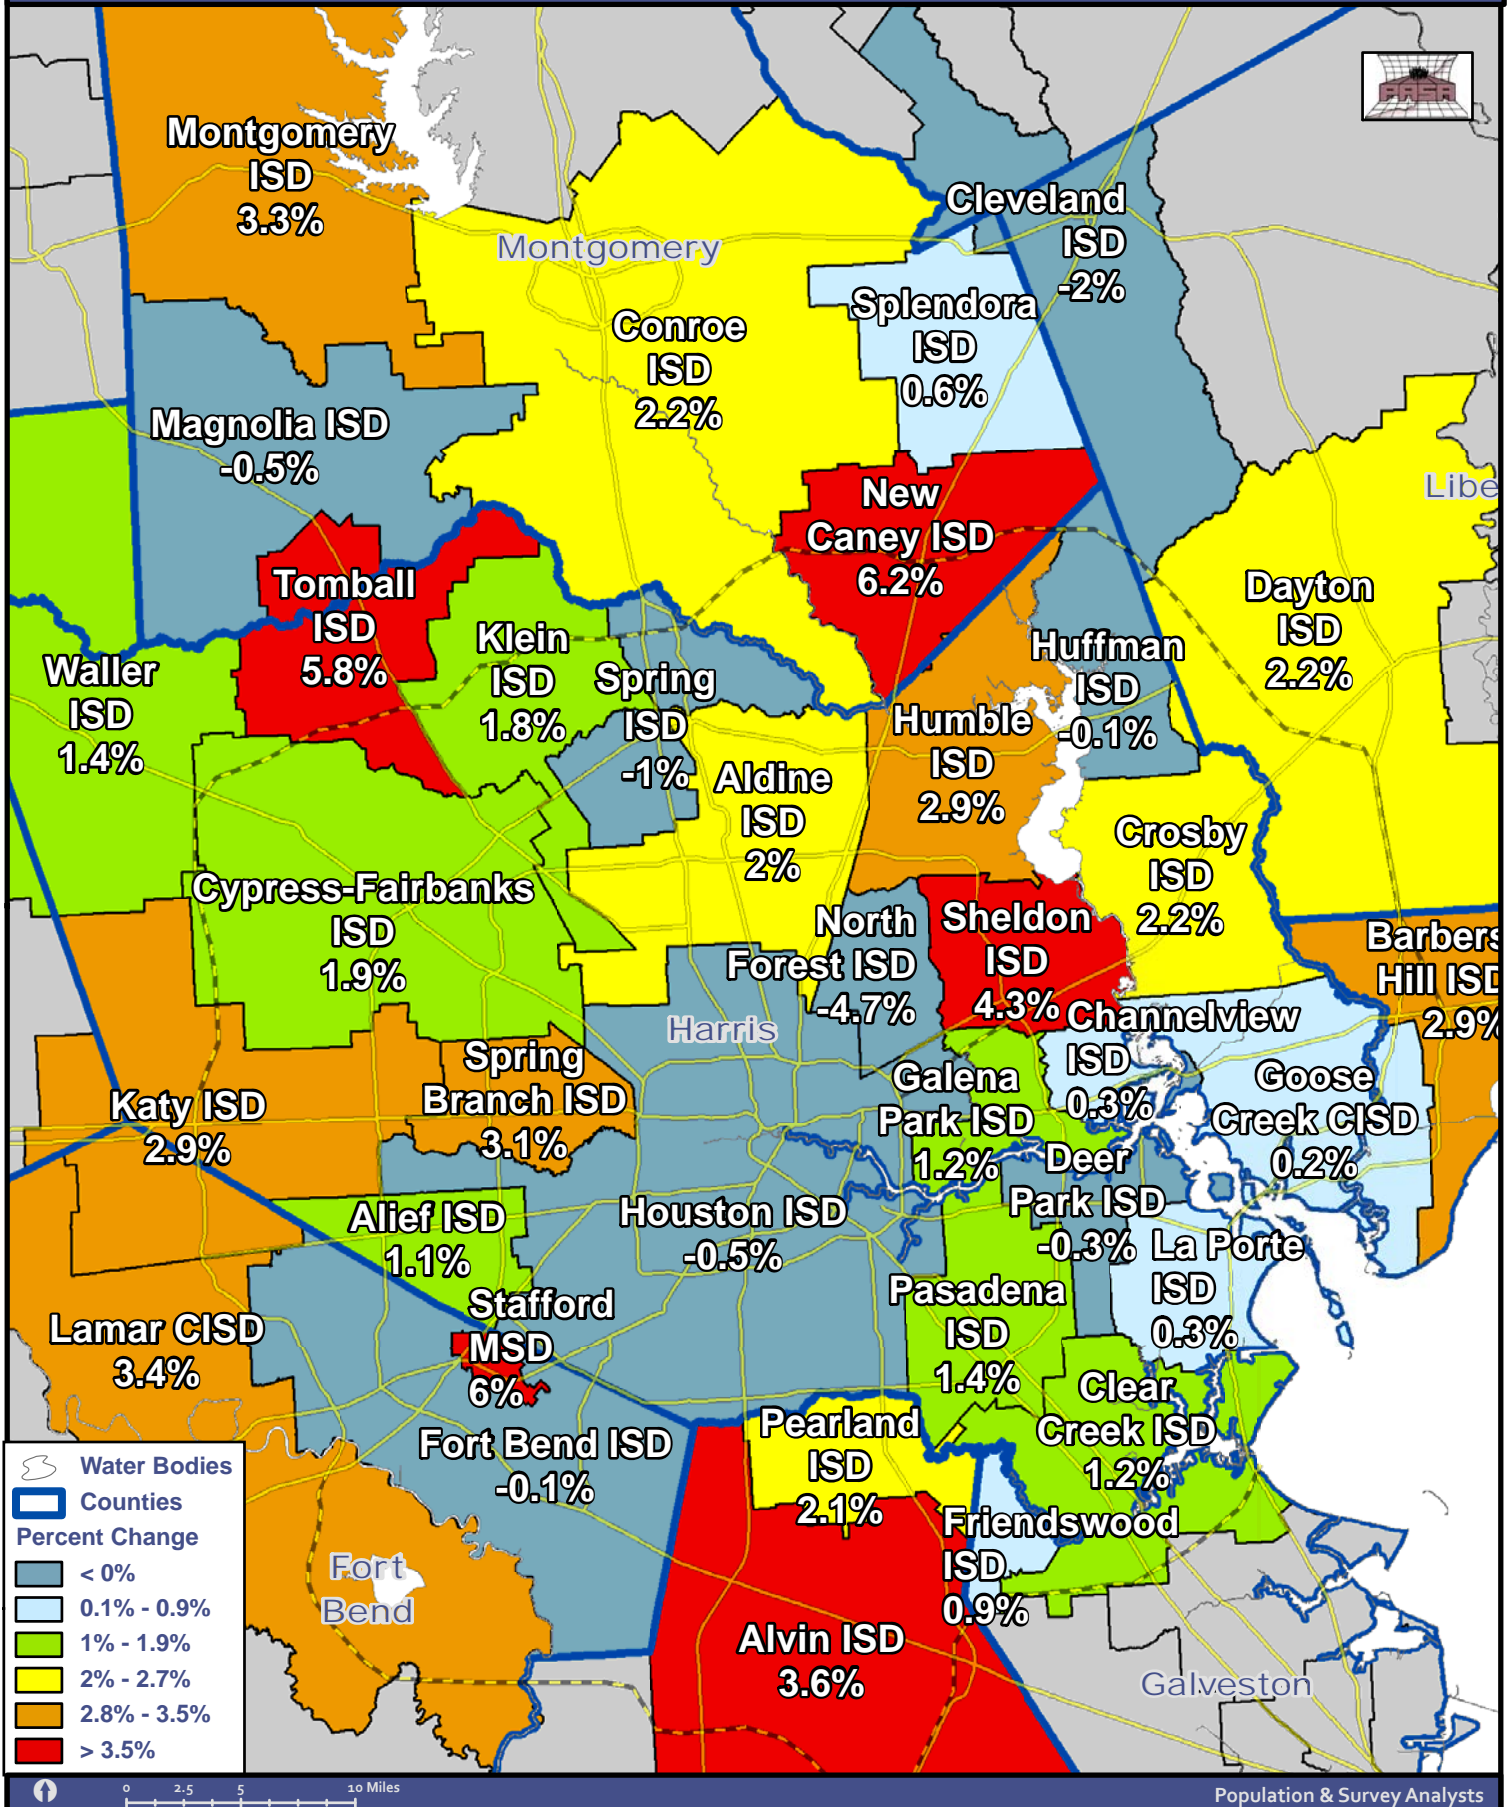 PASA
Montgomery
ISD
3.3%
Montgomery
Cleveland
ISD
-2%
Splendora
ISD
0.6%
Conroe
ISD
2.2%
Magnolia ISD
-0.5%
New
Caney ISD
6.2%
Libe
Tomball
ISD
5.8%
Dayton
ISD
2.2%
Klein
ISD
1.8%
Spring
ISD
-1%
Huffman
ISD
-0.1%
Waller
ISD
1.4%
Humble
ISD
2.9%
Aldine
ISD
2%
Crosby
ISD
2.2%
Cypress-Fairbanks
ISD
1.9%
North
Forest ISD
-4.7%
Sheldon
ISD
4.3%
Barbers
Hill ISD
2.9%
Harris
Channelview
ISD
0.3%
Spring
Branch ISD
3.1%
Galena
Park ISD
1.2%
Goose
Creek CISD
0.2%
Katy ISD
2.9%
Deer
Park ISD
-0.3%
Alief ISD
1.1%
Houston ISD
-0.5%
La Porte
ISD
0.3%
Stafford
MSD
6%
Pasadena
ISD
1.4%
Lamar CISD
3.4%
Clear
Creek ISD
1.2%
Pearland
ISD
2.1%
Fort Bend ISD
-0.1%
Friendswood
ISD
0.9%
Fort
Bend
Alvin ISD
3.6%
Galveston
Water Bodies
Counties
Percent Change
< 0%
0.1% - 0.9%
1% - 1.9%
2% - 2.7%
2.8% - 3.5%
> 3.5%
0 2.5 5 10 Miles
Population & Survey Analysts